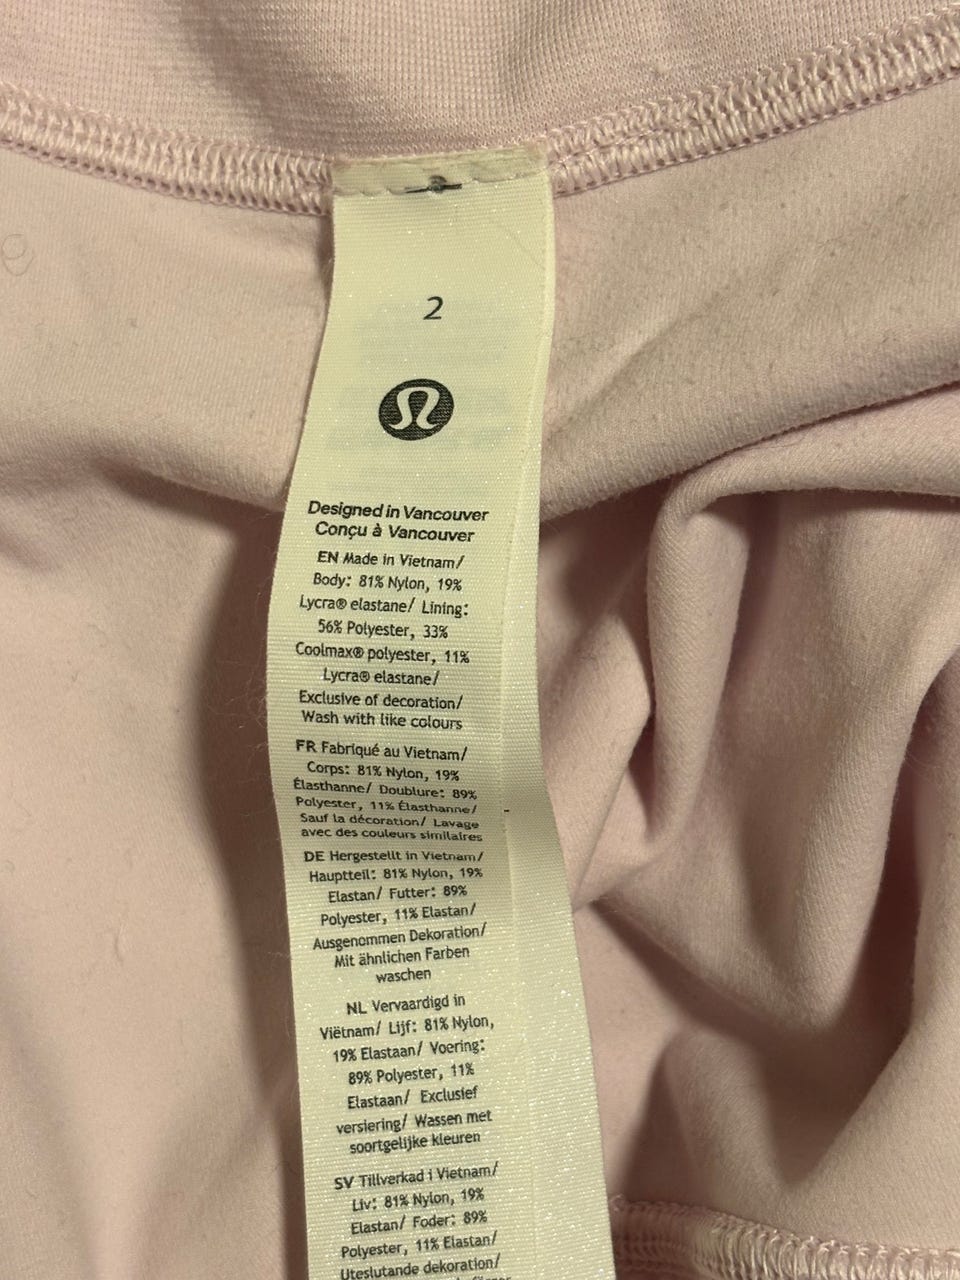 2
Designed in Vancouver
Conçu à Vancouver
EN Made in Vietnam/
Body: 81% Nylon, 19%
Lycra® elastane/ Lining:
56% Polyester, 33%
Coolmax® polyester, 11%
Lycra® elastane/
Exclusive of decoration/
Wash with like colours
FR Fabriqué au Vietnam/
Corps: 81% Nylon, 19%
Élasthanne/ Doublure: 89%
Polyester, 11% Élasthanne/
Sauf la décoration/ Lavage
avec des couleurs similaires
DE Hergestellt in Vietnam/
Hauptteil: 81% Nylon, 19%
Elastan/ Futter: 89%
Polyester, 11% Elastan/
Ausgenommen Dekoration/
Mit ähnlichen Farben
waschen
NL Vervaardigd in
Viëtnam/ Lijf: 81% Nylon,
19% Elastaan/ Voering:
89% Polyester, 11%
Elastaan/ Exclusief
versiering/ Wassen met
soortgelijke kleuren
SV Tillverkad i Vietnam/
Liv: 81% Nylon, 19%
Elastan/ Foder: 89%
Polyester, 11% Elastan/
Uteslutande dekoration/